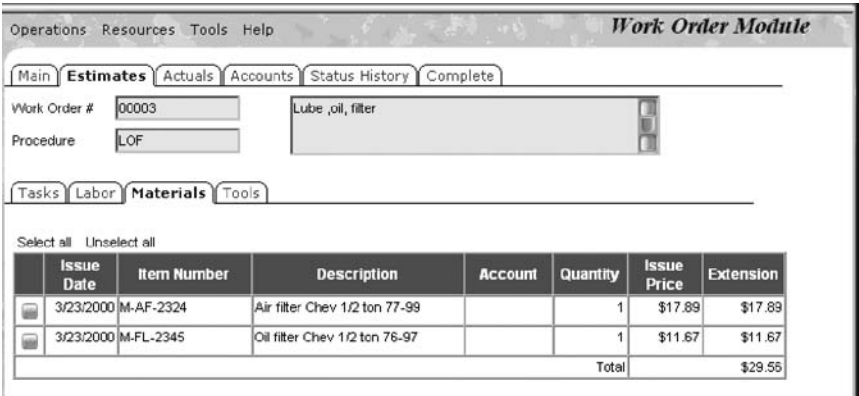 Operations Resources Tools Help Work Order Module
Main Estimates Actuals Accounts Status History Complete
Work Order # 00003 Lube ,oil, filter
Procedure LOF
Tasks Labor Materials Tools
Select all Unselect all
Issue Date Item Number Description Account Quantity Issue Price Extension
3/23/2000 M-AF-2324 Air filter Chev 1/2 ton 77-99 1 $17.89 $17.89
3/23/2000 M-FL-2345 Oil filter Chev 1/2 ton 76-97 1 $11.67 $11.67
Total $29.56